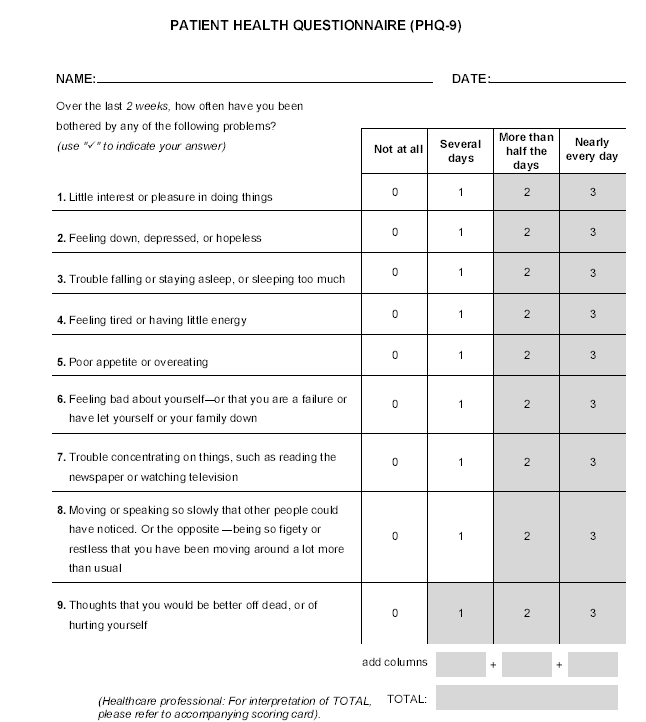 PATIENT HEALTH QUESTIONNAIRE (PHQ-9)
NAME: DATE:
Over the last 2 weeks, how often have you been
bothered by any of the following problems?
(use "✓" to indicate your answer)
Not at all
Several
days
More than
half the
days
Nearly
every day
1. Little interest or pleasure in doing things 0 1 2 3
2. Feeling down, depressed, or hopeless 0 1 2 3
3. Trouble falling or staying asleep, or sleeping too much 0 1 2 3
4. Feeling tired or having little energy 0 1 2 3
5. Poor appetite or overeating 0 1 2 3
6. Feeling bad about yourself—or that you are a failure or
have let yourself or your family down 0 1 2 3
7. Trouble concentrating on things, such as reading the
newspaper or watching television 0 1 2 3
8. Moving or speaking so slowly that other people could
have noticed. Or the opposite —being so figety or
restless that you have been moving around a lot more
than usual 0 1 2 3
9. Thoughts that you would be better off dead, or of
hurting yourself 0 1 2 3
add columns + +
(Healthcare professional: For interpretation of TOTAL, TOTAL:
please refer to accompanying scoring card).